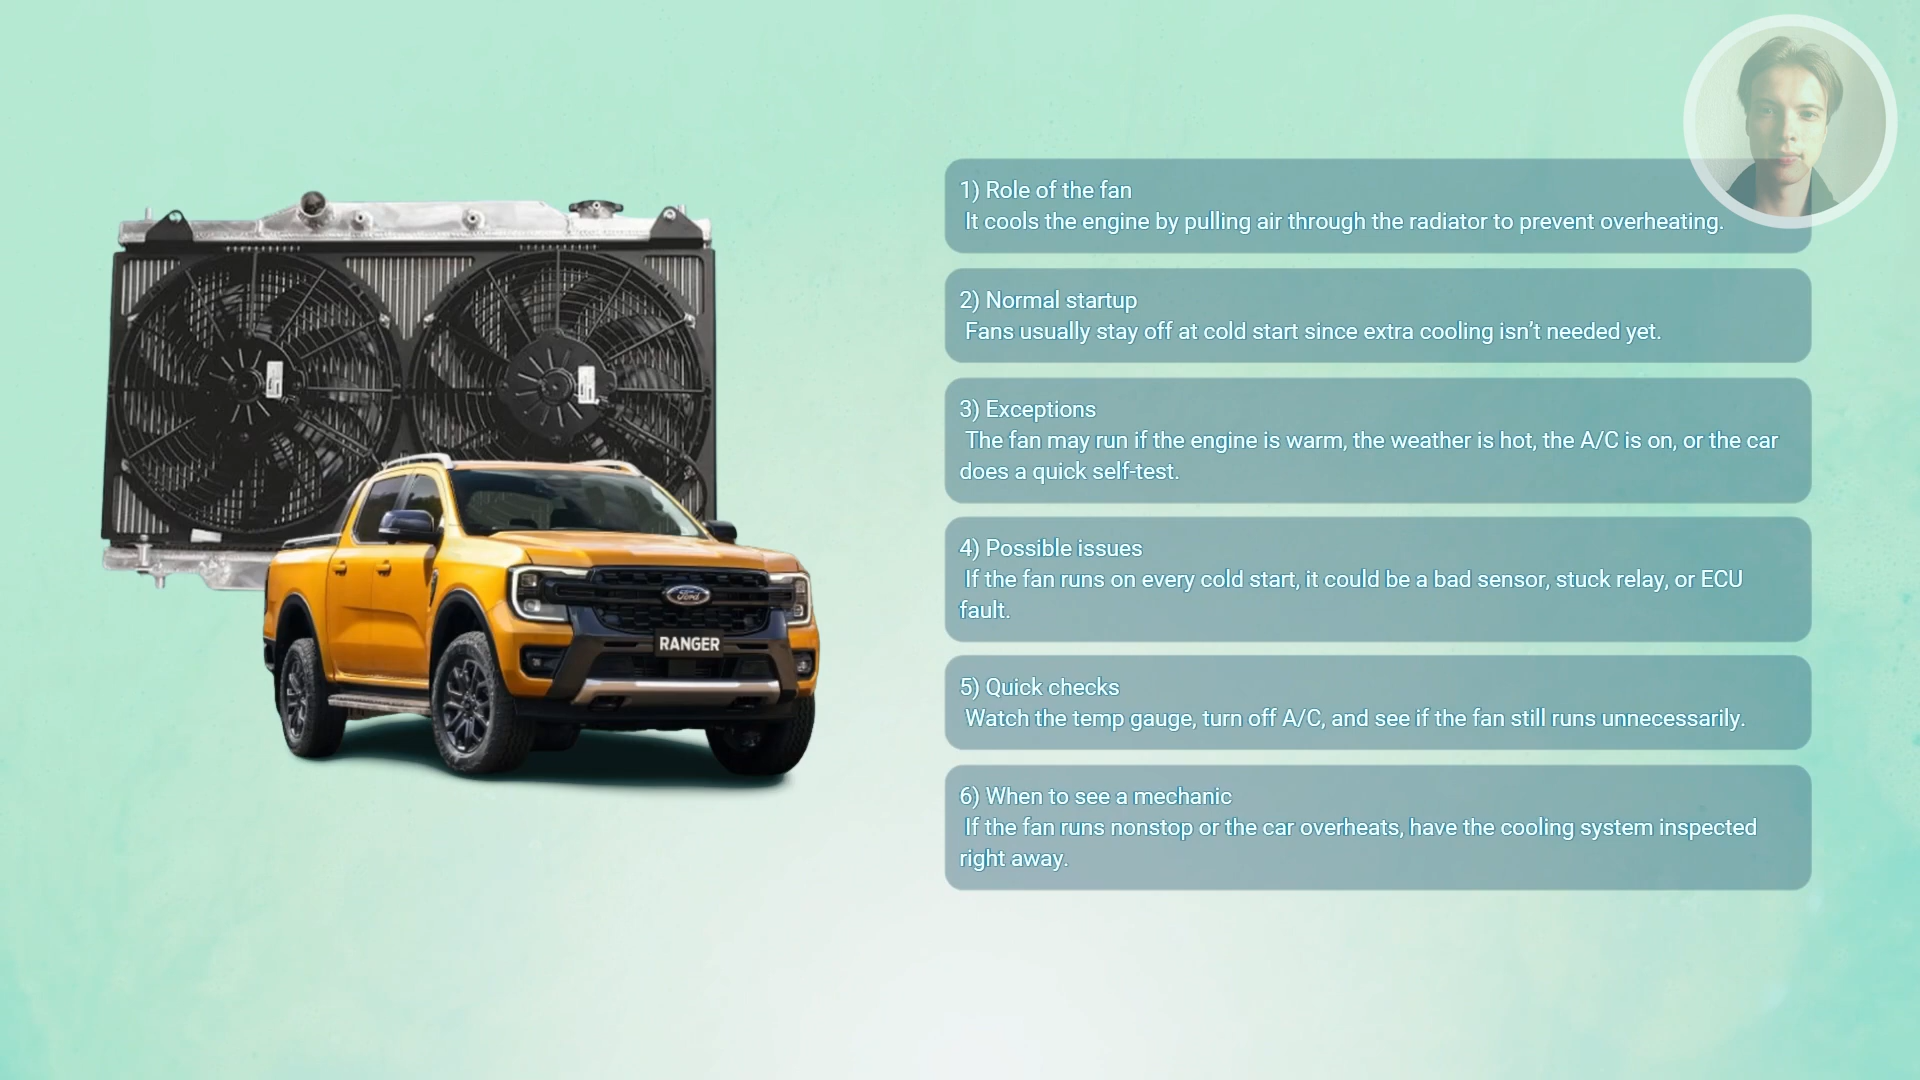 1) Role of the fan
It cools the engine by pulling air through the radiator to prevent overheating.
2) Normal startup
Fans usually stay off at cold start since extra cooling isn’t needed yet.
3) Exceptions
The fan may run if the engine is warm, the weather is hot, the A/C is on, or the car
does a quick self-test.
4) Possible issues
If the fan runs on every cold start, it could be a bad sensor, stuck relay, or ECU
fault.
Ford
RANGER
5) Quick checks
Watch the temp gauge, turn off A/C, and see if the fan still runs unnecessarily.
6) When to see a mechanic
If the fan runs nonstop or the car overheats, have the cooling system inspected
right away.